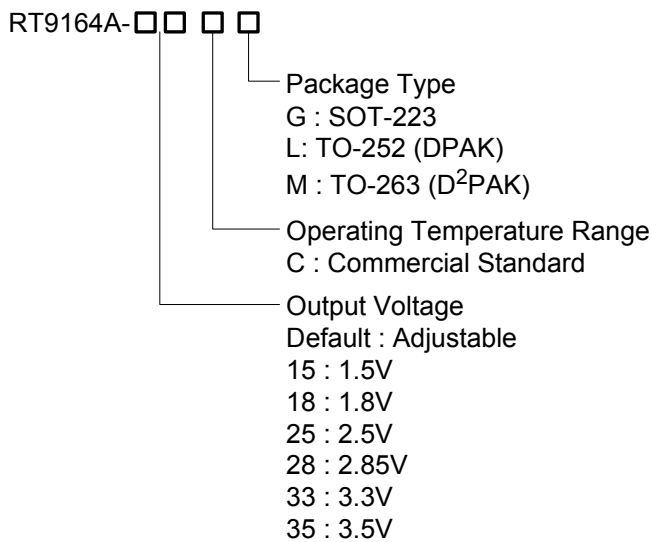 RT9164A-□□ □ □
Package Type
G : SOT-223
L: TO-252 (DPAK)
M : TO-263 (D²PAK)
Operating Temperature Range
C : Commercial Standard
Output Voltage
Default : Adjustable
15 : 1.5V
18 : 1.8V
25 : 2.5V
28 : 2.85V
33 : 3.3V
35 : 3.5V